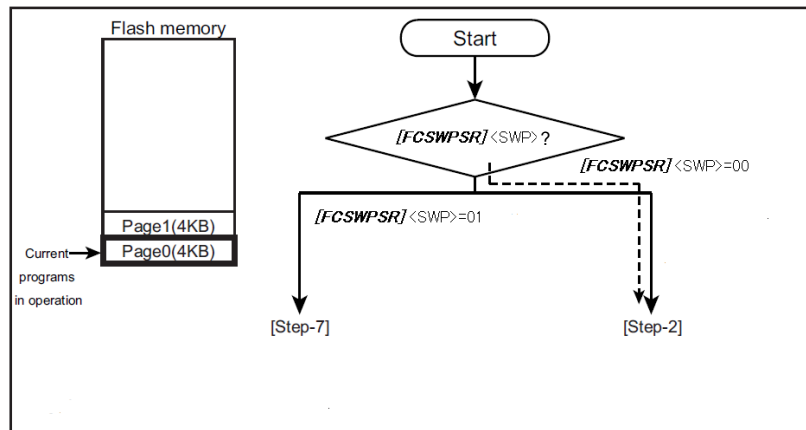 Flash memory
Start
[FCSWPSR]<SWP>?
[FCSWPSR]<SWP>=00
[FCSWPSR]<SWP>=01
Page1(4KB)
Page0(4KB)
Current
programs
in operation
[Step-7]
[Step-2]